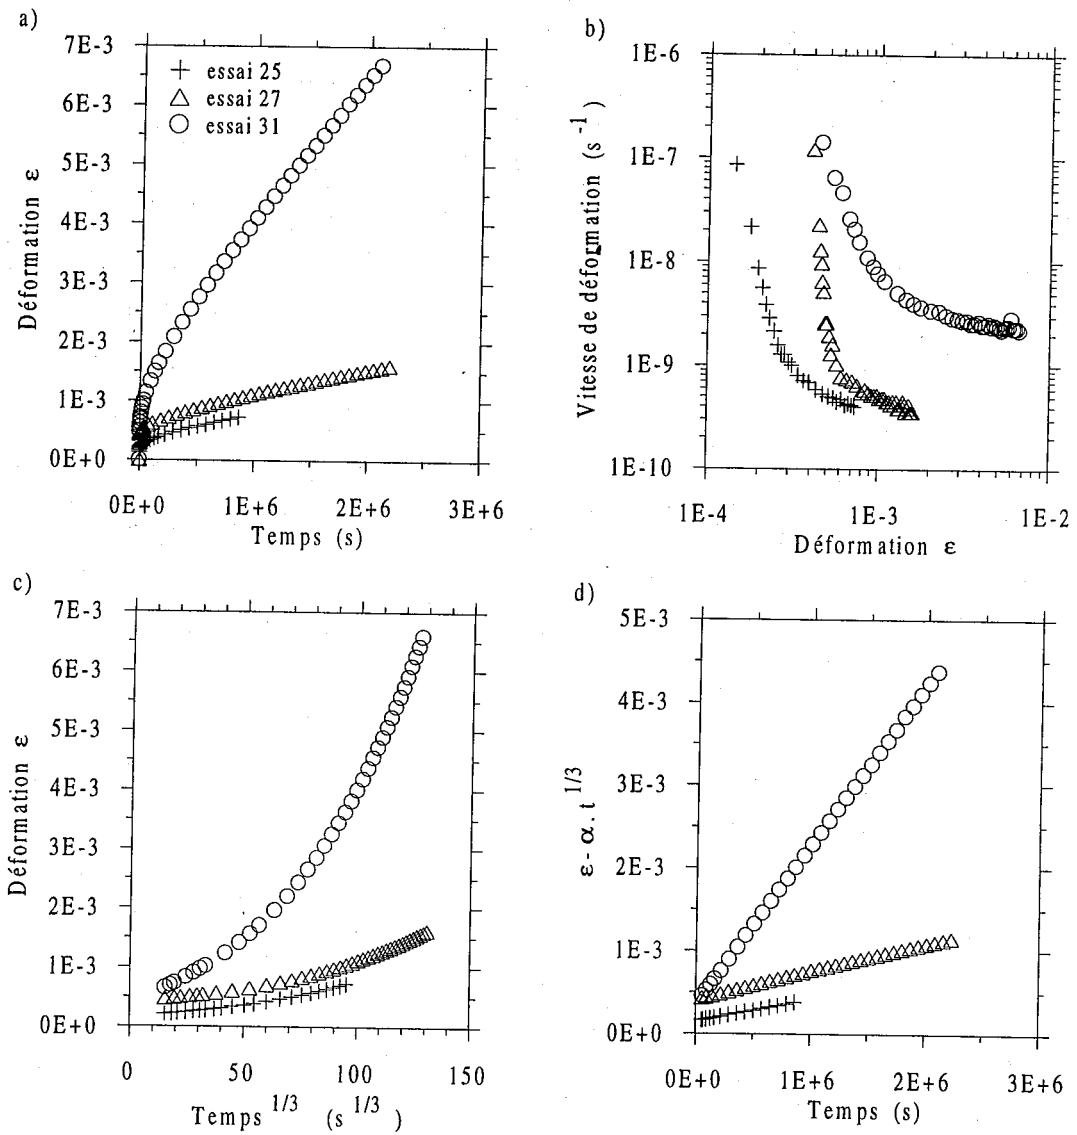 a)
7E-3
6E-3
5E-3
4E-3
3E-3
2E-3
1E-3
0E+0
Déformation ε
essai 25
essai 27
essai 31
0E+0
1E+6
2E+6
3E+6
Temps (s)
b)
1E-6
1E-7
1E-8
1E-9
1E-10
Vitesse de déformation (s⁻¹)
1E-4
1E-3
1E-2
Déformation ε
c)
7E-3
6E-3
5E-3
4E-3
3E-3
2E-3
1E-3
0E+0
Déformation ε
0
50
100
150
Temps 1/3 (s 1/3)
d)
5E-3
4E-3
3E-3
2E-3
1E-3
0E+0
ε- α. t 1/3
0E+0
1E+6
2E+6
3E+6
Temps (s)